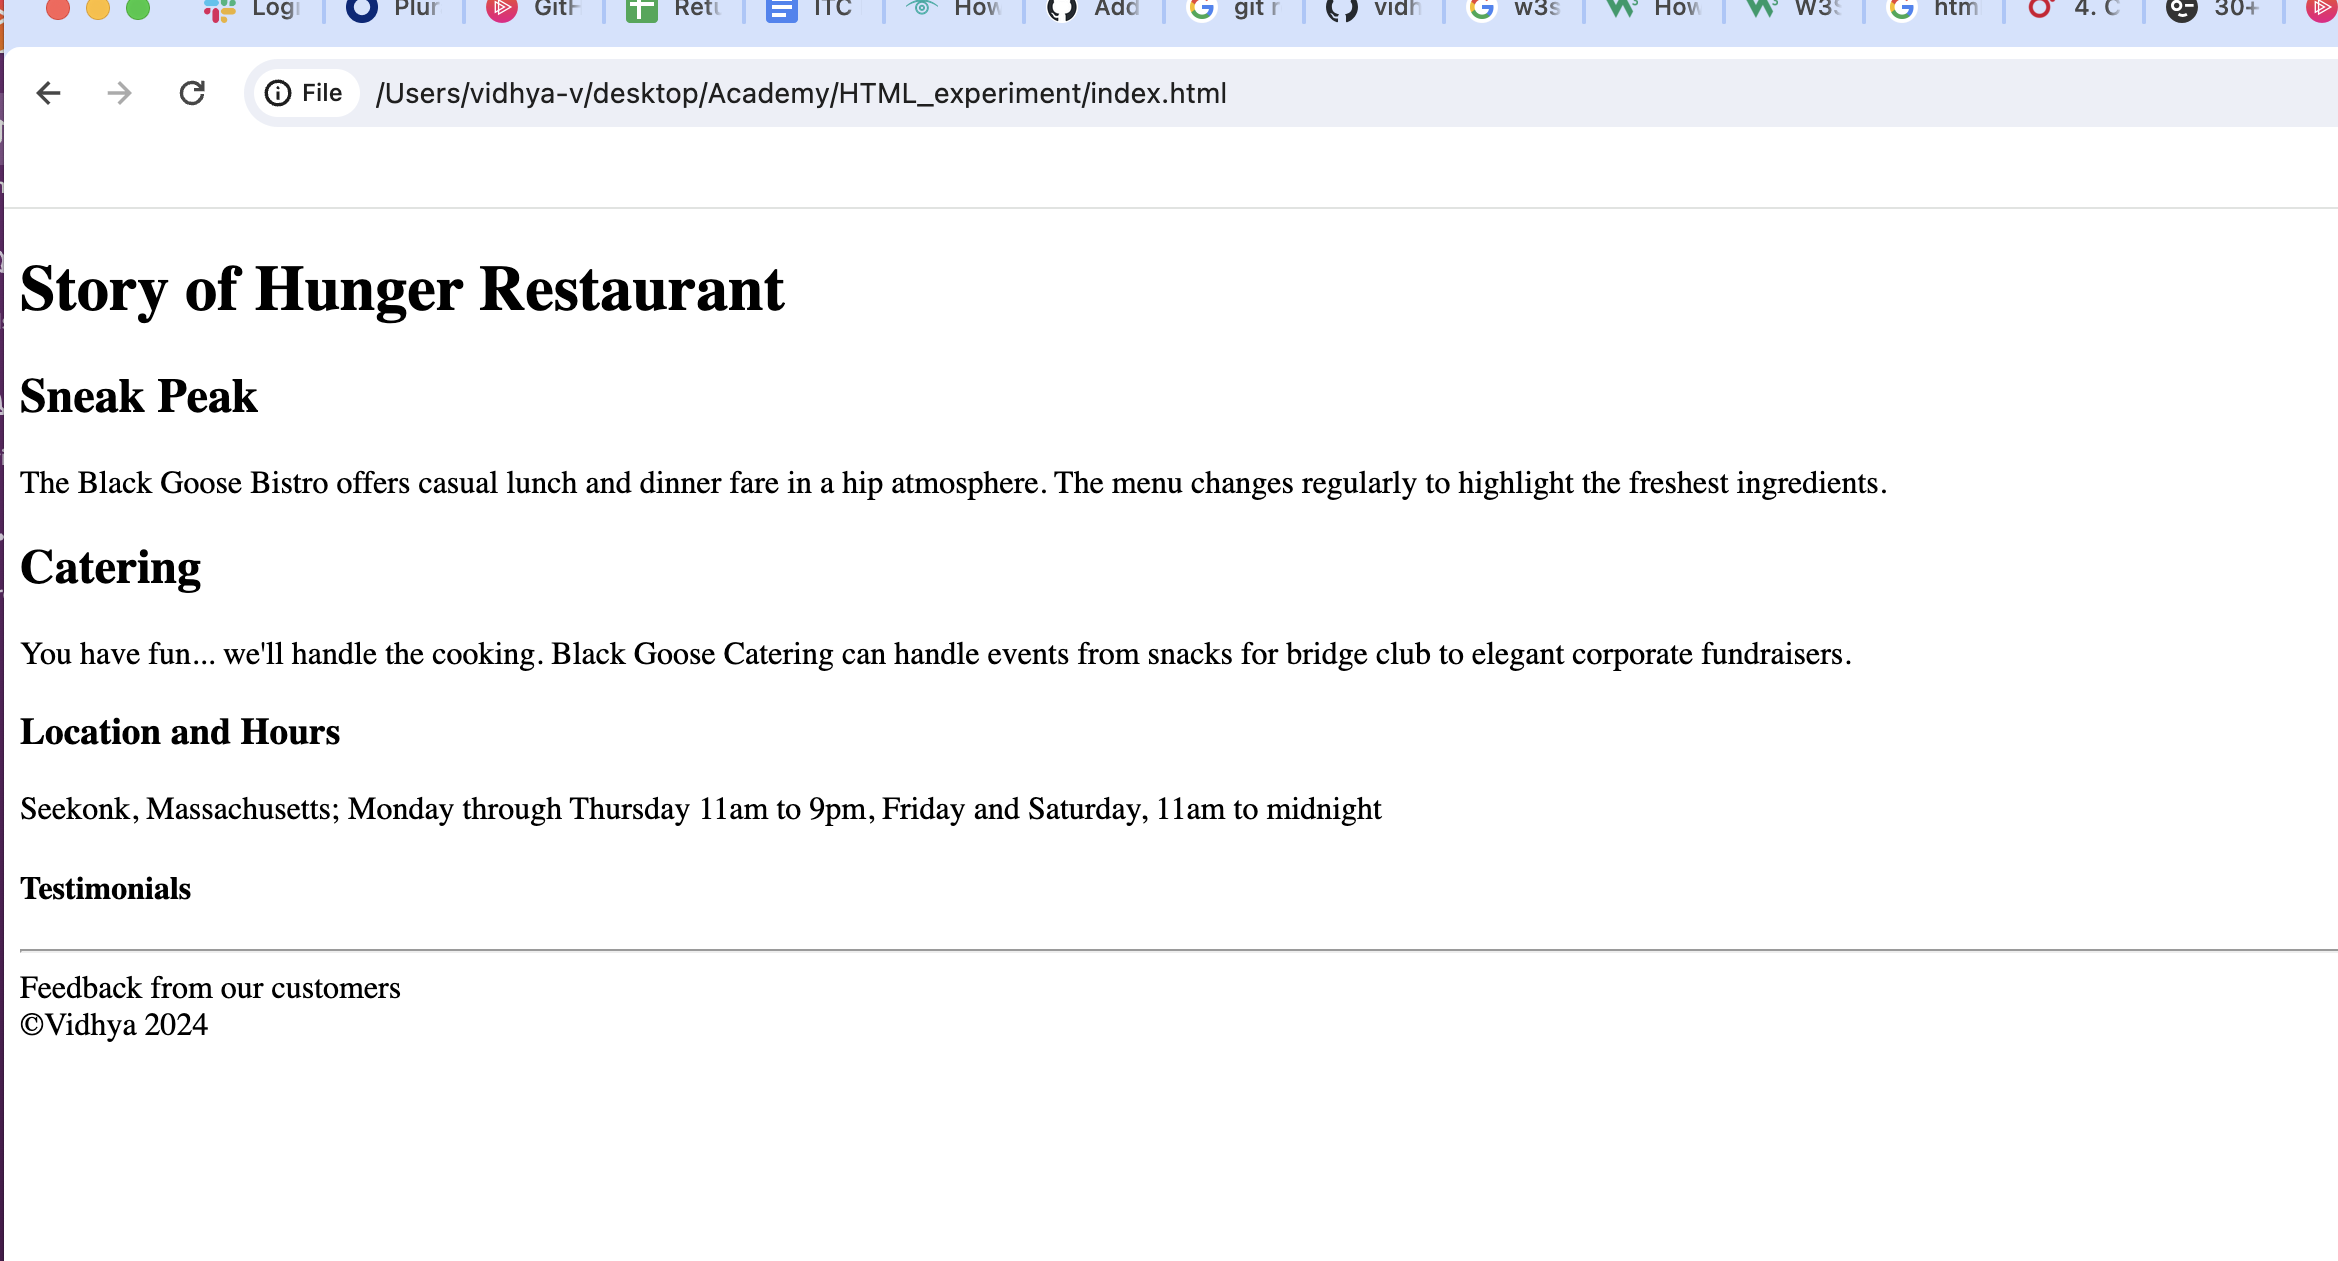 Logi Plur GitH Retu ITC How Add git r vidh w3s How W3S htm 4. C 30+
File /Users/vidhya-v/desktop/Academy/HTML_experiment/index.html
Story of Hunger Restaurant
Sneak Peak
The Black Goose Bistro offers casual lunch and dinner fare in a hip atmosphere. The menu changes regularly to highlight the freshest ingredients.
Catering
You have fun... we'll handle the cooking. Black Goose Catering can handle events from snacks for bridge club to elegant corporate fundraisers.
Location and Hours
Seekonk, Massachusetts; Monday through Thursday 11am to 9pm, Friday and Saturday, 11am to midnight
Testimonials
Feedback from our customers
©Vidhya 2024